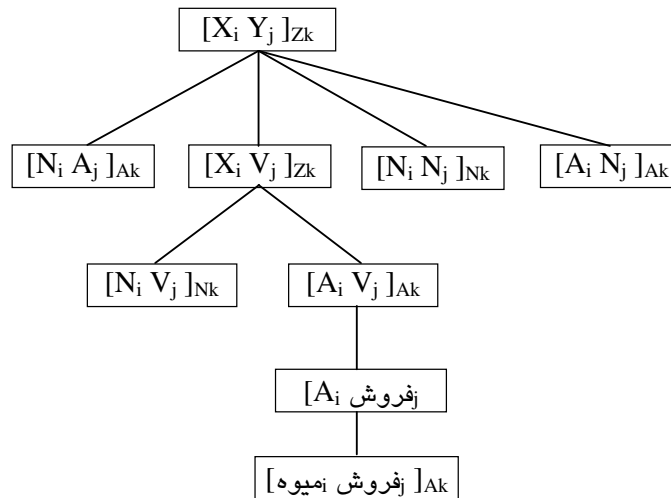 [Xi Yj ]Zk
[Ni Aj ]Ak
[Xi Vj ]Zk
[Ni Nj ]Nk
[Ai Nj ]Ak
[Ni Vj ]Nk
[Ai Vj ]Ak
[Ai فروشj
[میوهi فروشj ]Ak